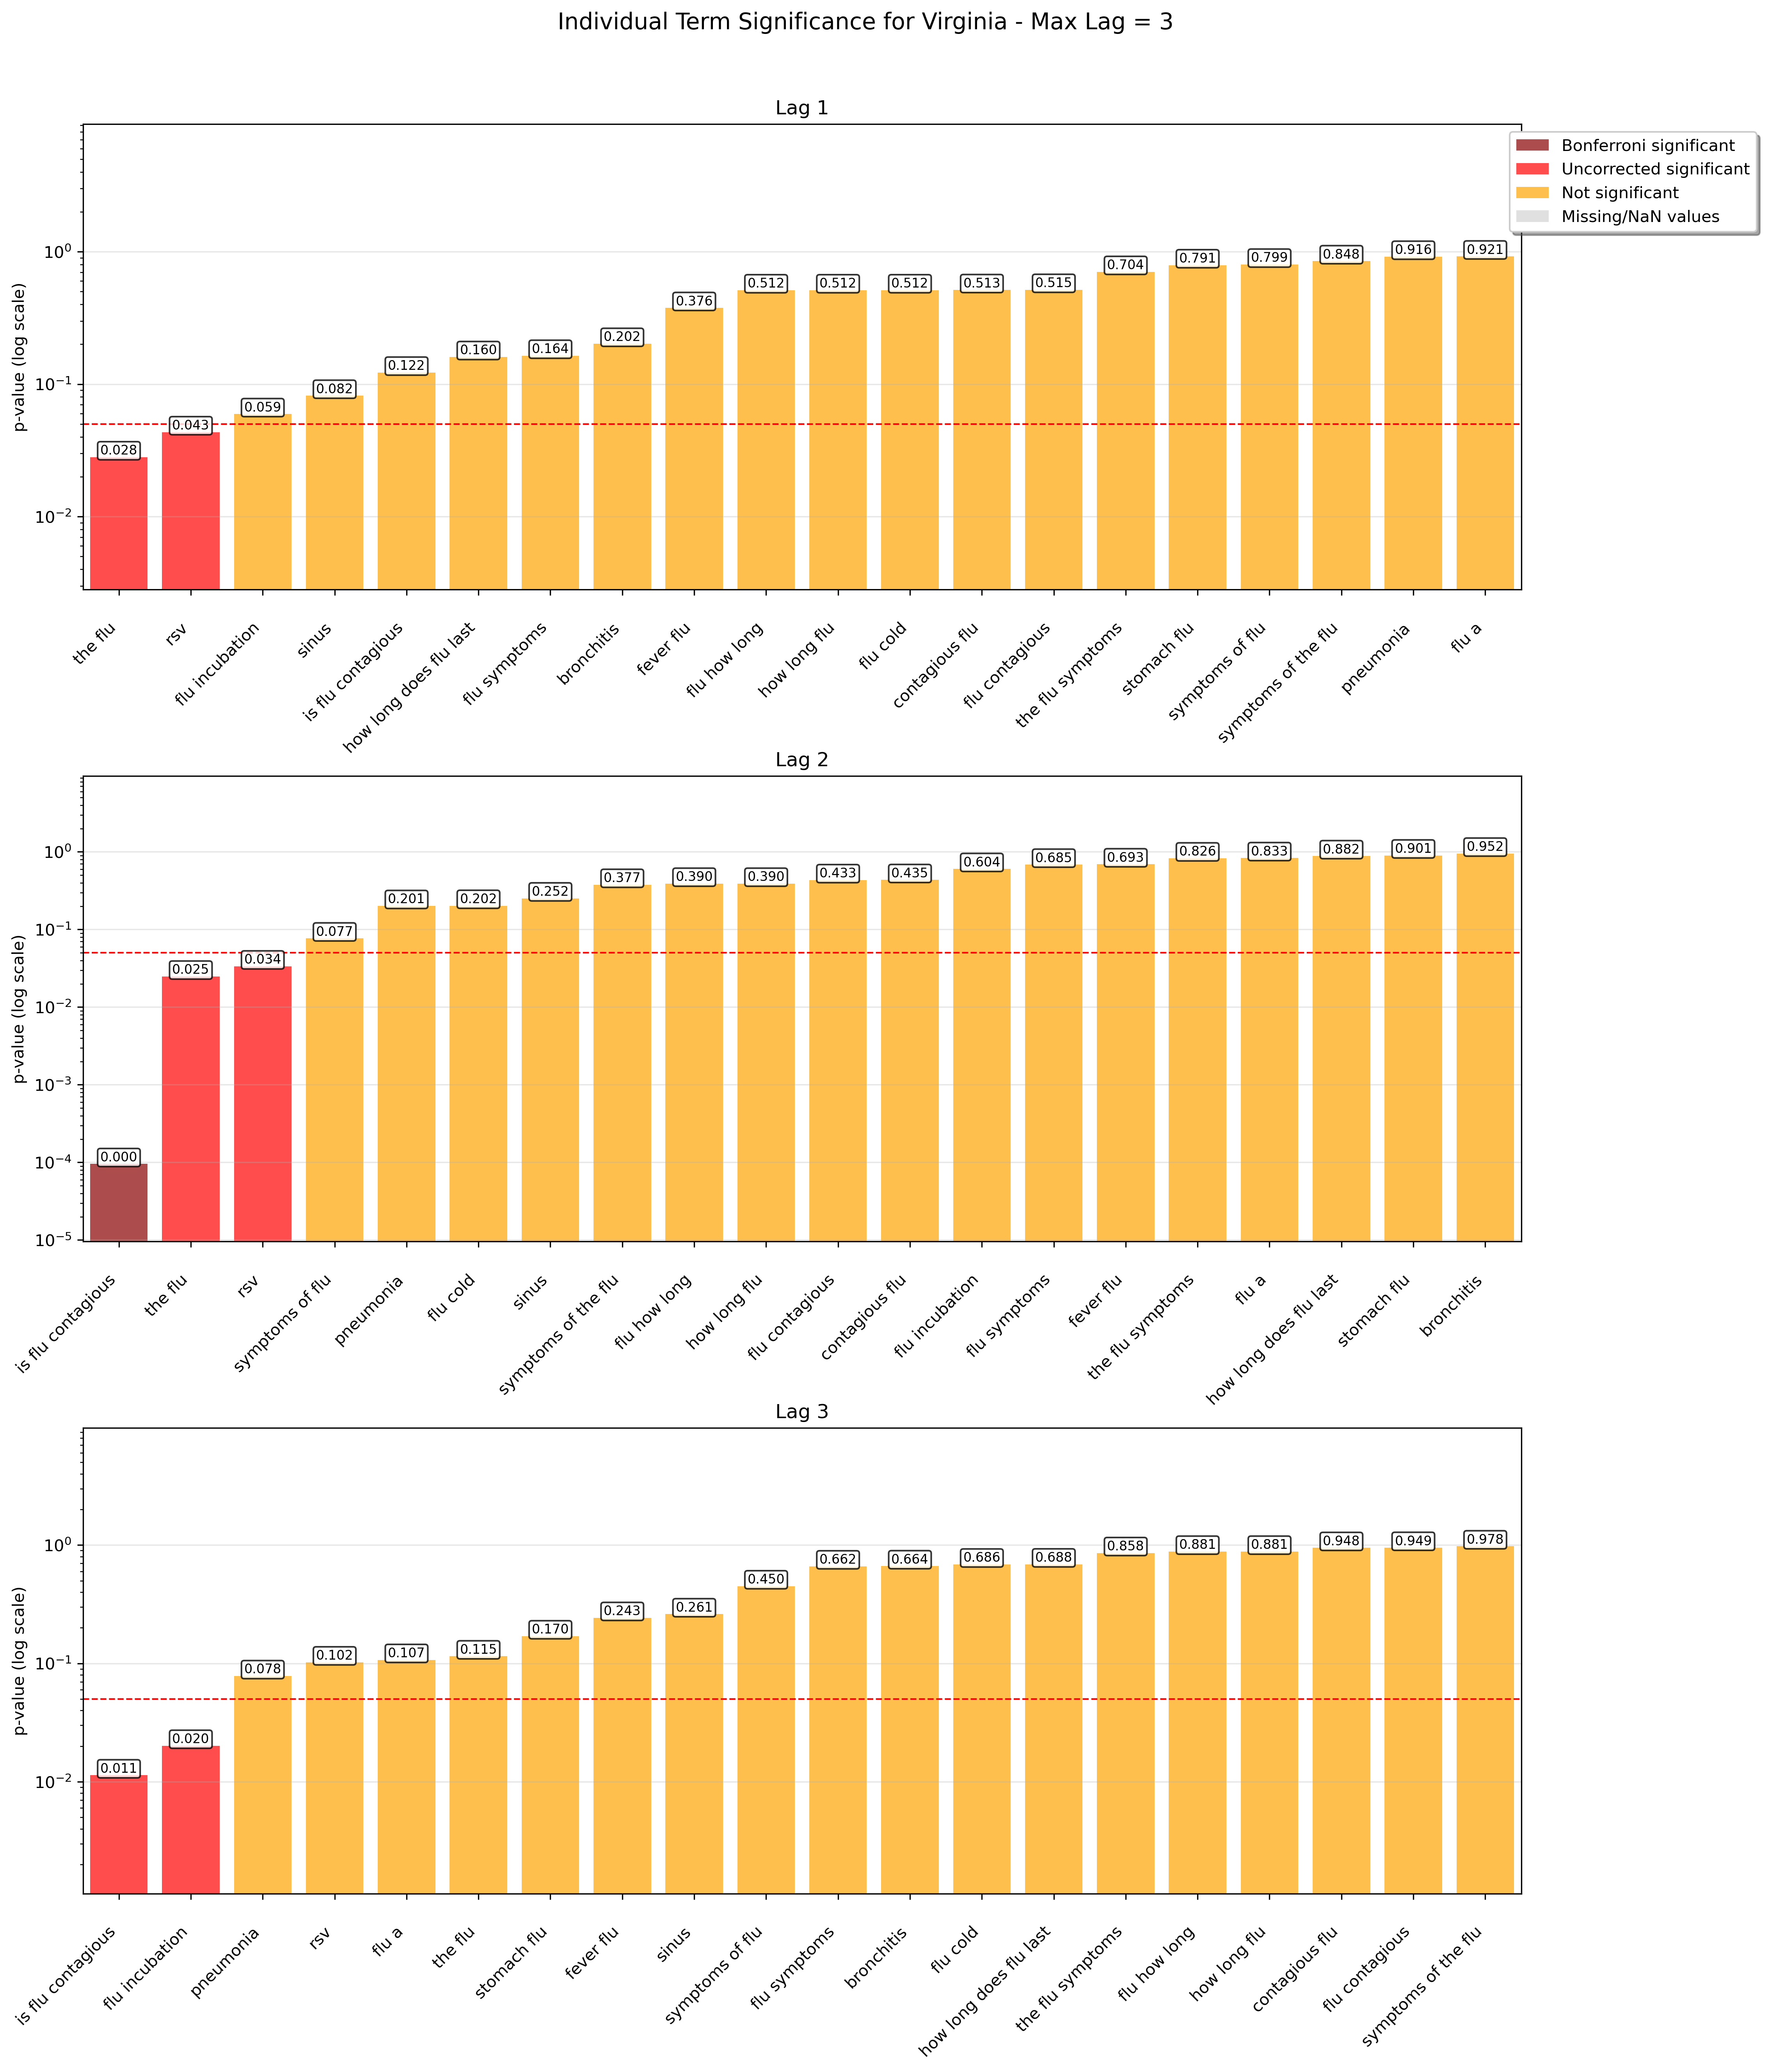 Individual Term Significance for Virginia - Max Lag = 3
Lag 1
Bonferroni significant
Uncorrected significant
Not significant
Missing/NaN values
p-value (log scale)
10⁰
10⁻¹
10⁻²
0.028 0.043 0.059 0.082 0.122 0.160 0.164 0.202 0.376 0.512 0.512 0.512 0.513 0.515 0.704 0.791 0.799 0.848 0.916 0.921
the flu
rsv
flu incubation
sinus
is flu contagious
how long does flu last
flu symptoms
bronchitis
fever flu
flu how long
how long flu
flu cold
contagious flu
flu contagious
the flu symptoms
stomach flu
symptoms of flu
symptoms of the flu
pneumonia
flu a
Lag 2
p-value (log scale)
10⁰
10⁻¹
10⁻²
10⁻³
10⁻⁴
10⁻⁵
0.000 0.025 0.034 0.077 0.201 0.202 0.252 0.377 0.390 0.390 0.433 0.435 0.604 0.685 0.693 0.826 0.833 0.882 0.901 0.952
is flu contagious
the flu
rsv
symptoms of flu
pneumonia
flu cold
sinus
symptoms of the flu
flu how long
how long flu
flu contagious
contagious flu
flu incubation
flu symptoms
fever flu
the flu symptoms
flu a
how long does flu last
stomach flu
bronchitis
Lag 3
p-value (log scale)
10⁰
10⁻¹
10⁻²
0.011 0.020 0.078 0.102 0.107 0.115 0.170 0.243 0.261 0.450 0.662 0.664 0.686 0.688 0.858 0.881 0.881 0.948 0.949 0.978
is flu contagious
flu incubation
pneumonia
rsv
flu a
the flu
stomach flu
fever flu
sinus
symptoms of flu
flu symptoms
bronchitis
flu cold
how long does flu last
the flu symptoms
flu how long
how long flu
contagious flu
flu contagious
symptoms of the flu